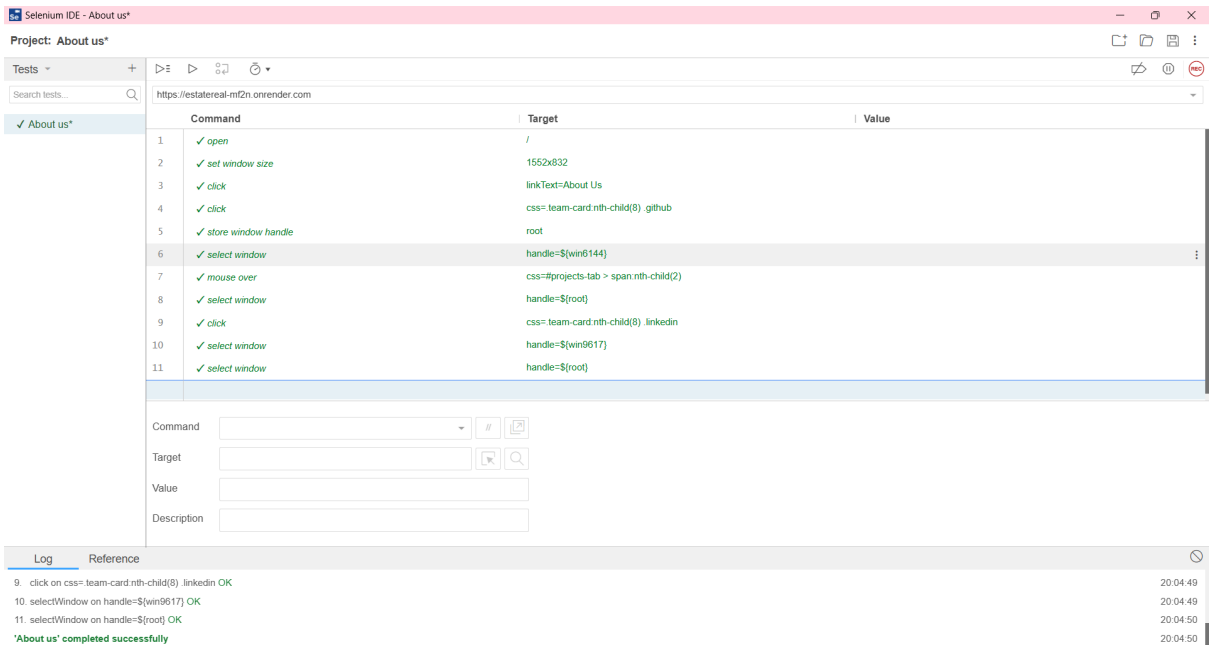 Se Selenium IDE - About us*
Project: About us*
Tests +
Search tests...
https://estatereal-mf2n.onrender.com
REC
✓ About us*
Command Target Value
1 ✓ open /
2 ✓ set window size 1552x832
3 ✓ click linkText=About Us
4 ✓ click css=.team-card:nth-child(8) .github
5 ✓ store window handle root
6 ✓ select window handle=${win6144}
7 ✓ mouse over css=#projects-tab > span:nth-child(2)
8 ✓ select window handle=${root}
9 ✓ click css=.team-card:nth-child(8) .linkedin
10 ✓ select window handle=${win9617}
11 ✓ select window handle=${root}
Command //
Target
Value
Description
Log Reference
9. click on css=.team-card:nth-child(8) .linkedin OK 20:04:49
10. selectWindow on handle=${win9617} OK 20:04:49
11. selectWindow on handle=${root} OK 20:04:50
'About us' completed successfully 20:04:50